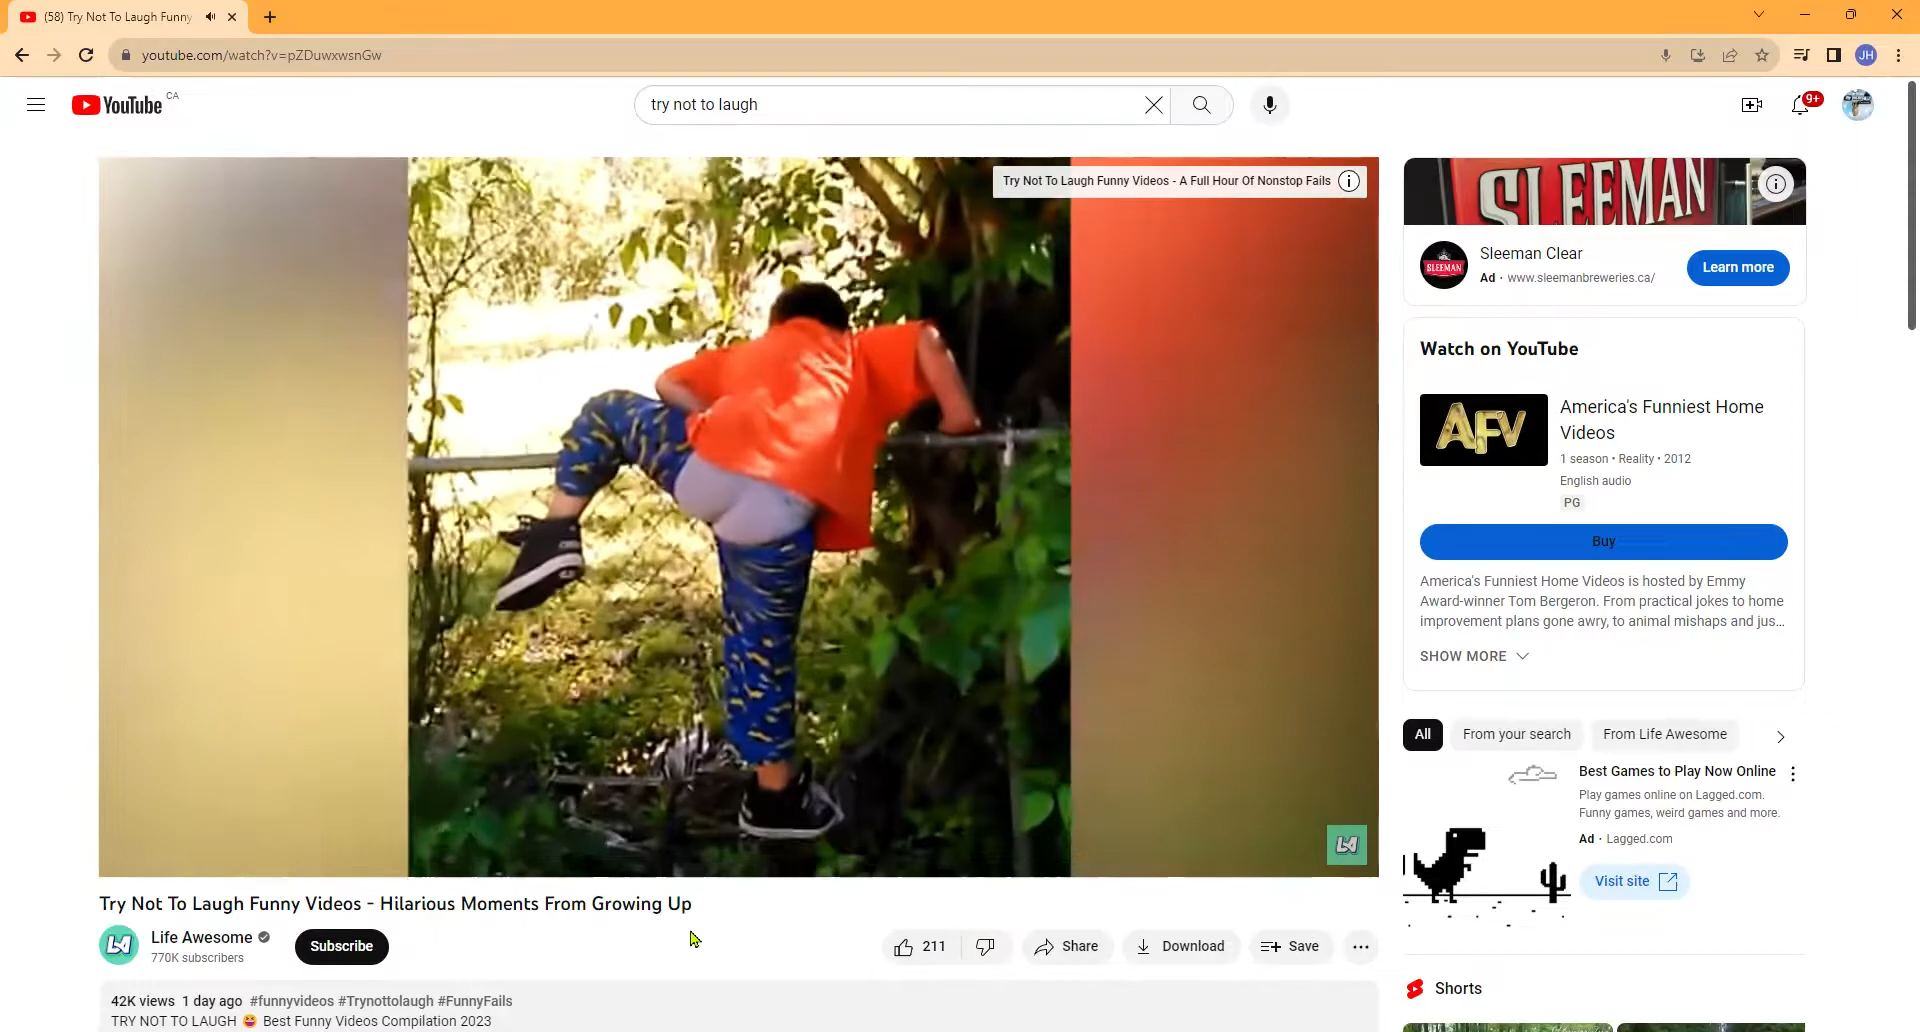 (58) Try Not To Laugh Funny
youtube.com/watch?v=pZDuwxwsnGw
JH
YouTube CA
try not to laugh
9+
Try Not To Laugh Funny Videos - A Full Hour Of Nonstop Fails
SLEEMAN
SLEEMAN
Sleeman Clear
Ad · www.sleemanbreweries.ca/
Learn more
Watch on YouTube
AFV
America's Funniest Home
Videos
1 season • Reality • 2012
English audio
PG
Buy
America's Funniest Home Videos is hosted by Emmy
Award-winner Tom Bergeron. From practical jokes to home
improvement plans gone awry, to animal mishaps and jus...
SHOW MORE
All
From your search
From Life Awesome
Best Games to Play Now Online
Play games online on Lagged.com.
Funny games, weird games and more.
Ad · Lagged.com
Visit site
Shorts
LA
Try Not To Laugh Funny Videos - Hilarious Moments From Growing Up
LA
Life Awesome
770K subscribers
Subscribe
211
Share
Download
Save
42K views 1 day ago #funnyvideos #Trynottolaugh #FunnyFails
TRY NOT TO LAUGH 😆 Best Funny Videos Compilation 2023